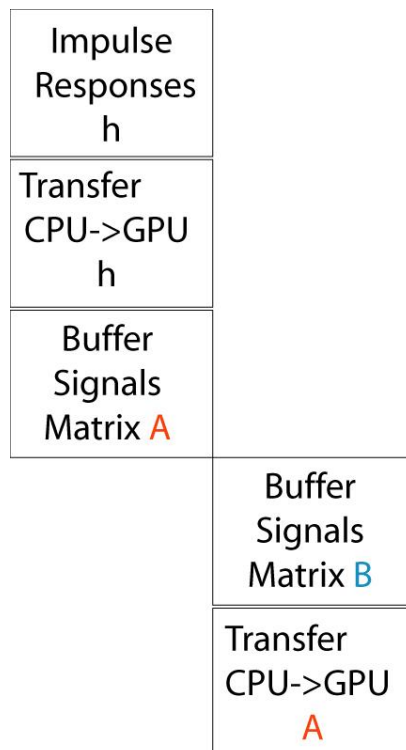 Impulse
Responses
h
Transfer
CPU->GPU
h
Buffer
Signals
Matrix A
Buffer
Signals
Matrix B
Transfer
CPU->GPU
A